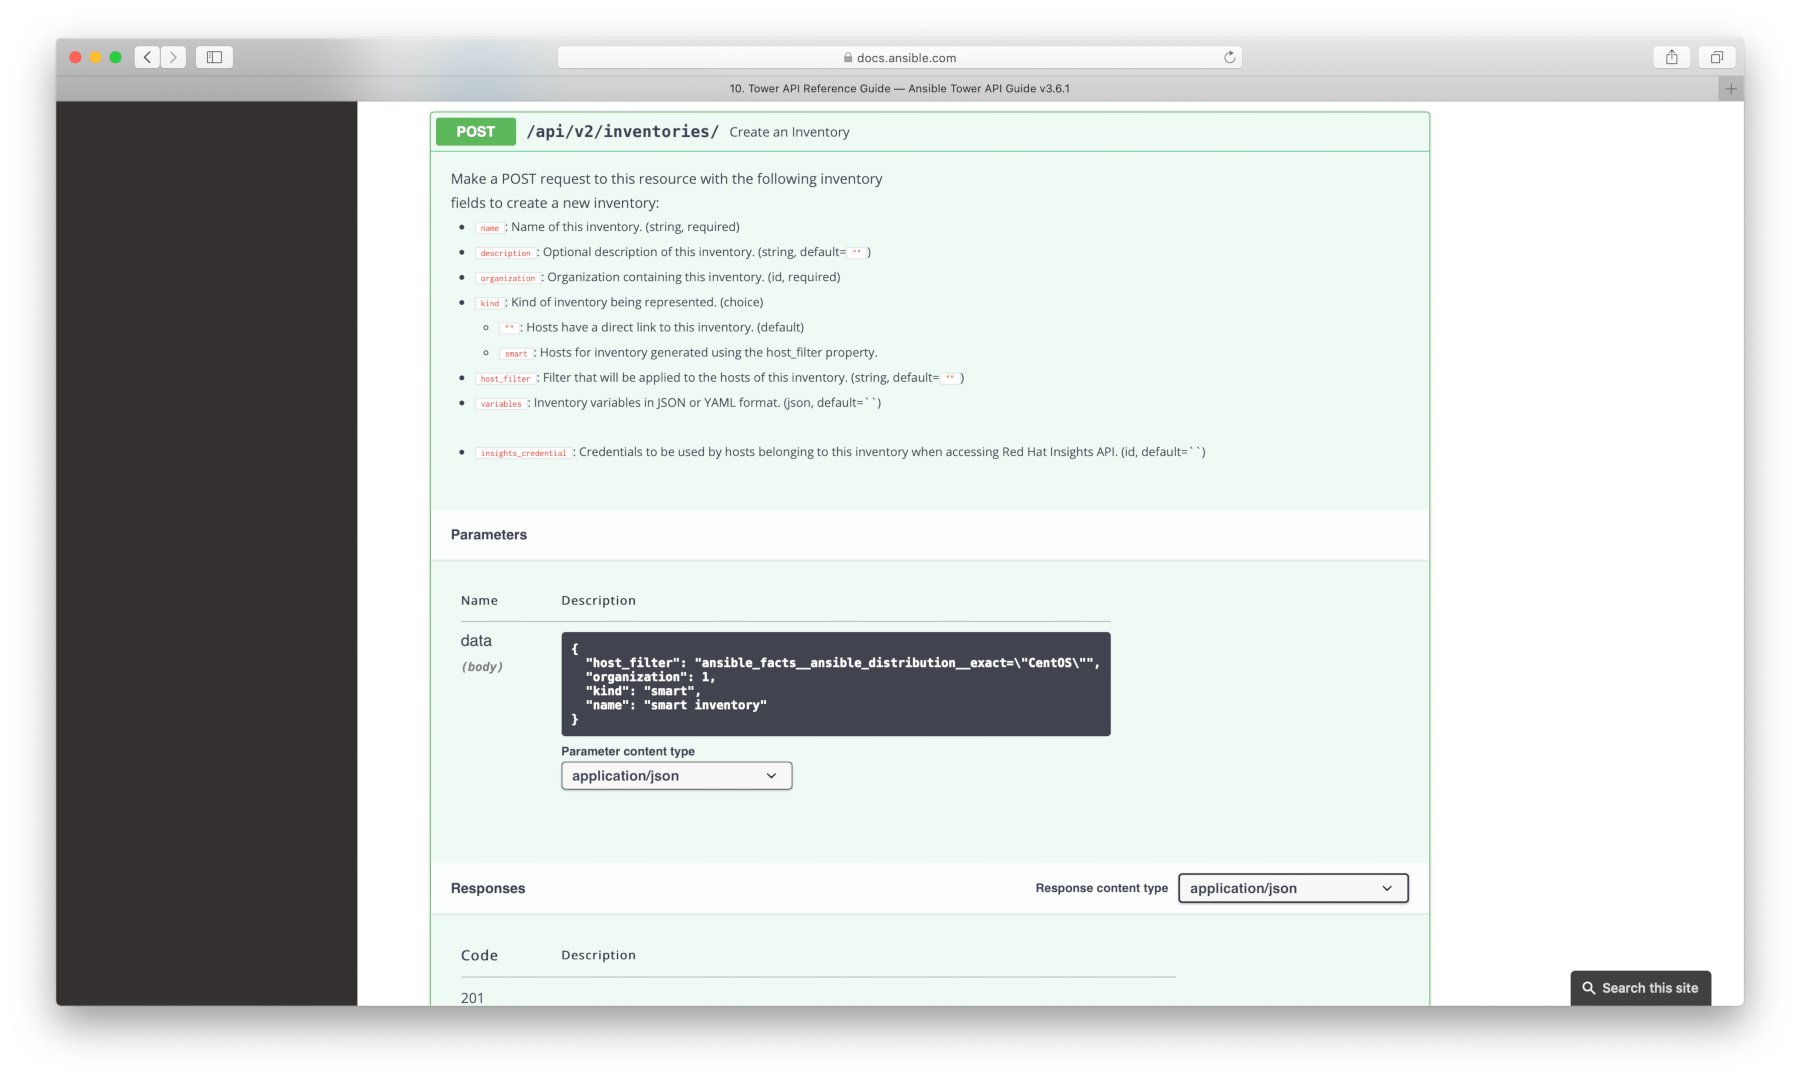 docs.ansible.com
10. Tower API Reference Guide — Ansible Tower API Guide v3.6.1
POST /api/v2/inventories/ Create an Inventory
Make a POST request to this resource with the following inventory
fields to create a new inventory:
name: Name of this inventory. (string, required)
description: Optional description of this inventory. (string, default="")
organization: Organization containing this inventory. (id, required)
kind: Kind of inventory being represented. (choice)
"": Hosts have a direct link to this inventory. (default)
smart: Hosts for inventory generated using the host_filter property.
host_filter: Filter that will be applied to the hosts of this inventory. (string, default="")
variables: Inventory variables in JSON or YAML format. (json, default=``)
insights_credential: Credentials to be used by hosts belonging to this inventory when accessing Red Hat Insights API. (id, default=``)
Parameters
Name Description
data
(body)
{
"host_filter": "ansible_facts__ansible_distribution__exact=\"CentOS\"",
"organization": 1,
"kind": "smart",
"name": "smart inventory"
}
Parameter content type
application/json
Responses Response content type application/json
Code Description
201
Search this site